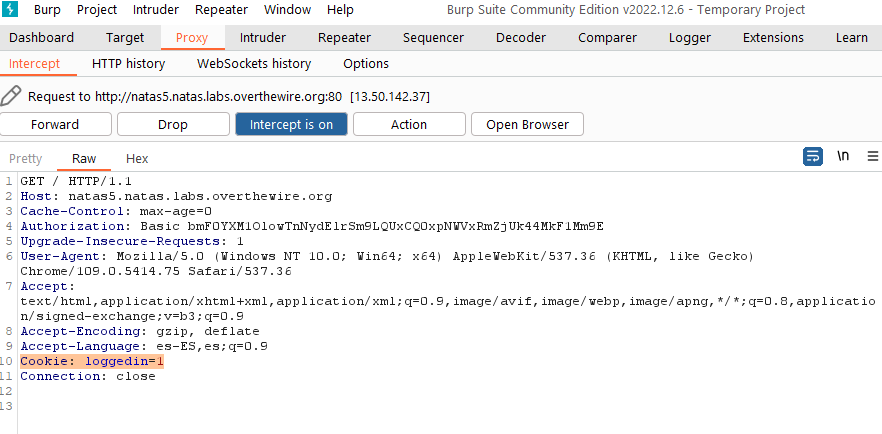 Burp Project Intruder Repeater Window Help Burp Suite Community Edition v2022.12.6 - Temporary Project
Dashboard Target Proxy Intruder Repeater Sequencer Decoder Comparer Logger Extensions Learn
Intercept HTTP history WebSockets history Options
Request to http://natas5.natas.labs.overthewire.org:80 [13.50.142.37]
Forward Drop Intercept is on Action Open Browser
Pretty Raw Hex \n
1 GET / HTTP/1.1
2 Host: natas5.natas.labs.overthewire.org
3 Cache-Control: max-age=0
4 Authorization: Basic
5 Upgrade-Insecure-Requests: 1
6 User-Agent: Mozilla/5.0 (Windows NT 10.0; Win64; x64) AppleWebKit/537.36 (KHTML, like Gecko)
Chrome/109.0.5414.75 Safari/537.36
7 Accept:
text/html,application/xhtml+xml,application/xml;q=0.9,image/avif,image/webp,image/apng,*/*;q=0.8,applicatio
n/signed-exchange;v=b3;q=0.9
8 Accept-Encoding: gzip, deflate
9 Accept-Language: es-ES,es;q=0.9
10 Cookie: loggedin=1
11 Connection: close
12
13